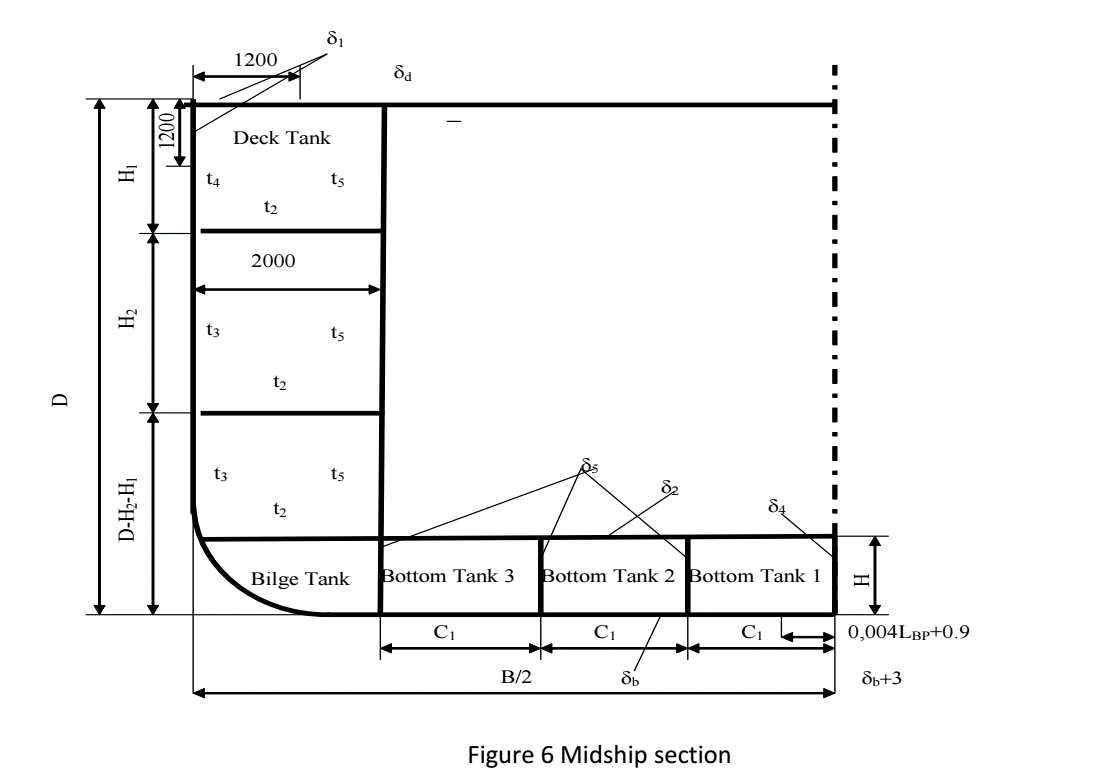 δ₁
1200
δd
1200
Deck Tank
H₁
t₄
t₅
t₂
2000
H₂
t₃
t₅
t₂
D
δ₅
t₃
t₅
δ₂
D-H₂-H₁
t₂
δ₄
Bilge Tank
Bottom Tank 3
Bottom Tank 2
Bottom Tank 1
H
C₁
C₁
C₁
0,004LBP+0.9
B/2
δb
δb+3
Figure 6 Midship section